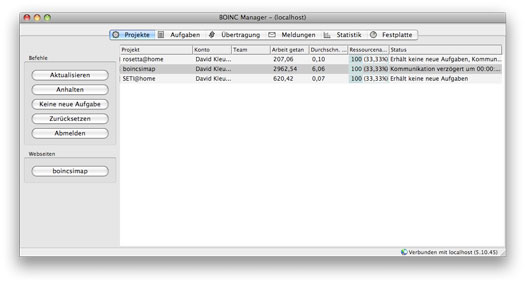 BOINC Manager - (localhost)
Projekte Aufgaben Übertragung Meldungen Statistik Festplatte
Befehle
Aktualisieren
Anhalten
Keine neue Aufgabe
Zurücksetzen
Abmelden
Webseiten
boincsimap
Projekt Konto Team Arbeit getan Durchschn. ... Ressourcena... Status
rosetta@home David Kleu... 207,06 0,10 100 (33,33%) Erhält keine neue Aufgaben, Kommun...
boincsimap David Kleu... 2962,54 6,06 100 (33,33%) Kommunikation verzögert um 00:00:...
SETI@home David Kleu... 620,42 0,07 100 (33,33%) Erhält keine neue Aufgaben
Verbunden mit localhost (5.10.45)